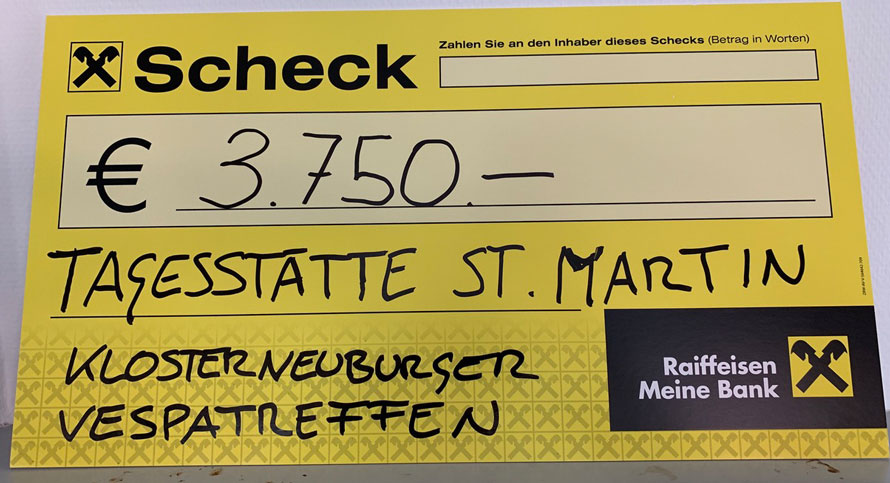 Scheck
Zahlen Sie an den Inhaber dieses Schecks (Betrag in Worten)
€ 3.750.—
TAGESSTÄTTE ST. MARTIN
KLOSTERNEUBURGER
VESPATREFFEN
Raiffeisen
Meine Bank